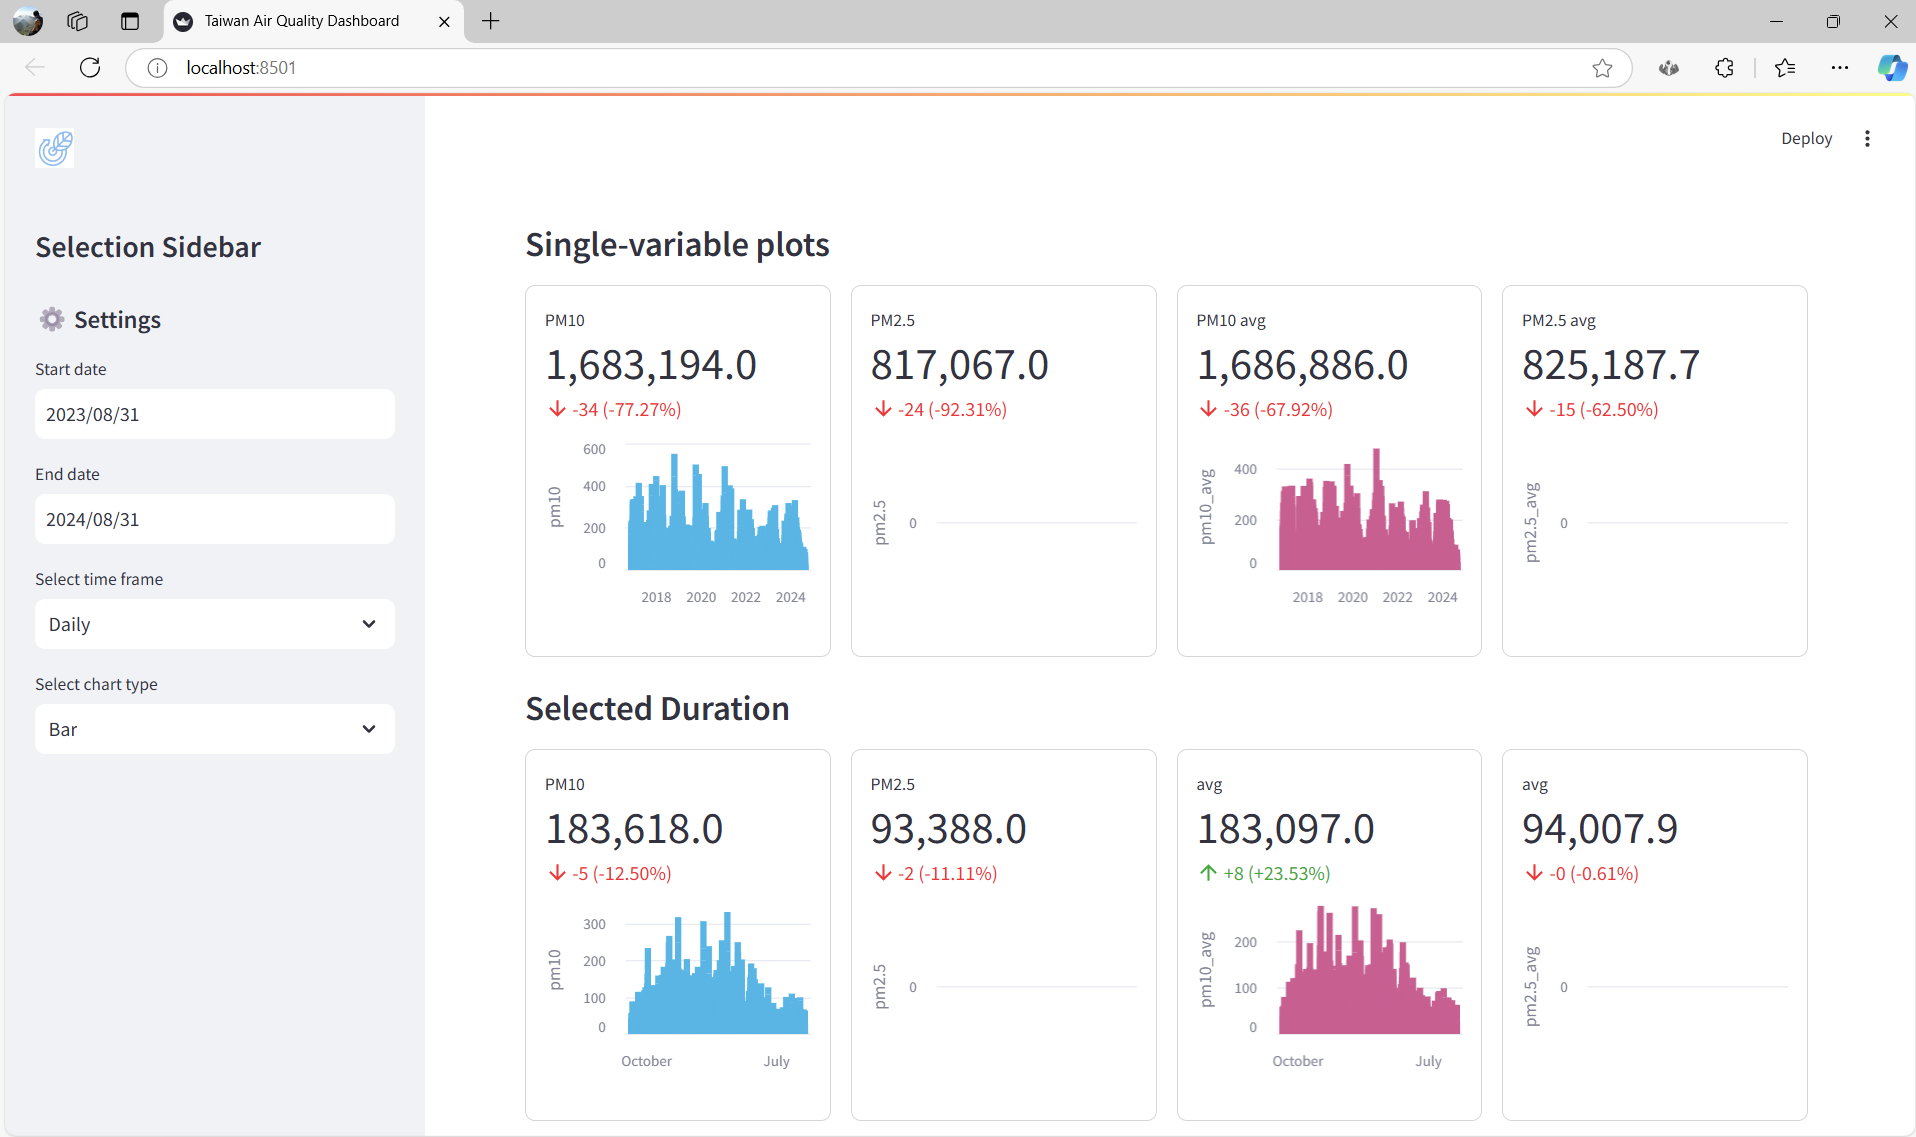 Taiwan Air Quality Dashboard
localhost:8501
Deploy
Selection Sidebar
Settings
Start date
2023/08/31
End date
2024/08/31
Select time frame
Daily
Select chart type
Bar
Single-variable plots
PM10
1,683,194.0
-34 (-77.27%)
pm10
600
400
200
0
2018 2020 2022 2024
PM2.5
817,067.0
-24 (-92.31%)
pm2.5
0
PM10 avg
1,686,886.0
-36 (-67.92%)
pm10_avg
400
200
0
2018 2020 2022 2024
PM2.5 avg
825,187.7
-15 (-62.50%)
pm2.5_avg
0
Selected Duration
PM10
183,618.0
-5 (-12.50%)
pm10
300
200
100
0
October July
PM2.5
93,388.0
-2 (-11.11%)
pm2.5
0
avg
183,097.0
+8 (+23.53%)
pm10_avg
200
100
0
October July
avg
94,007.9
-0 (-0.61%)
pm2.5_avg
0